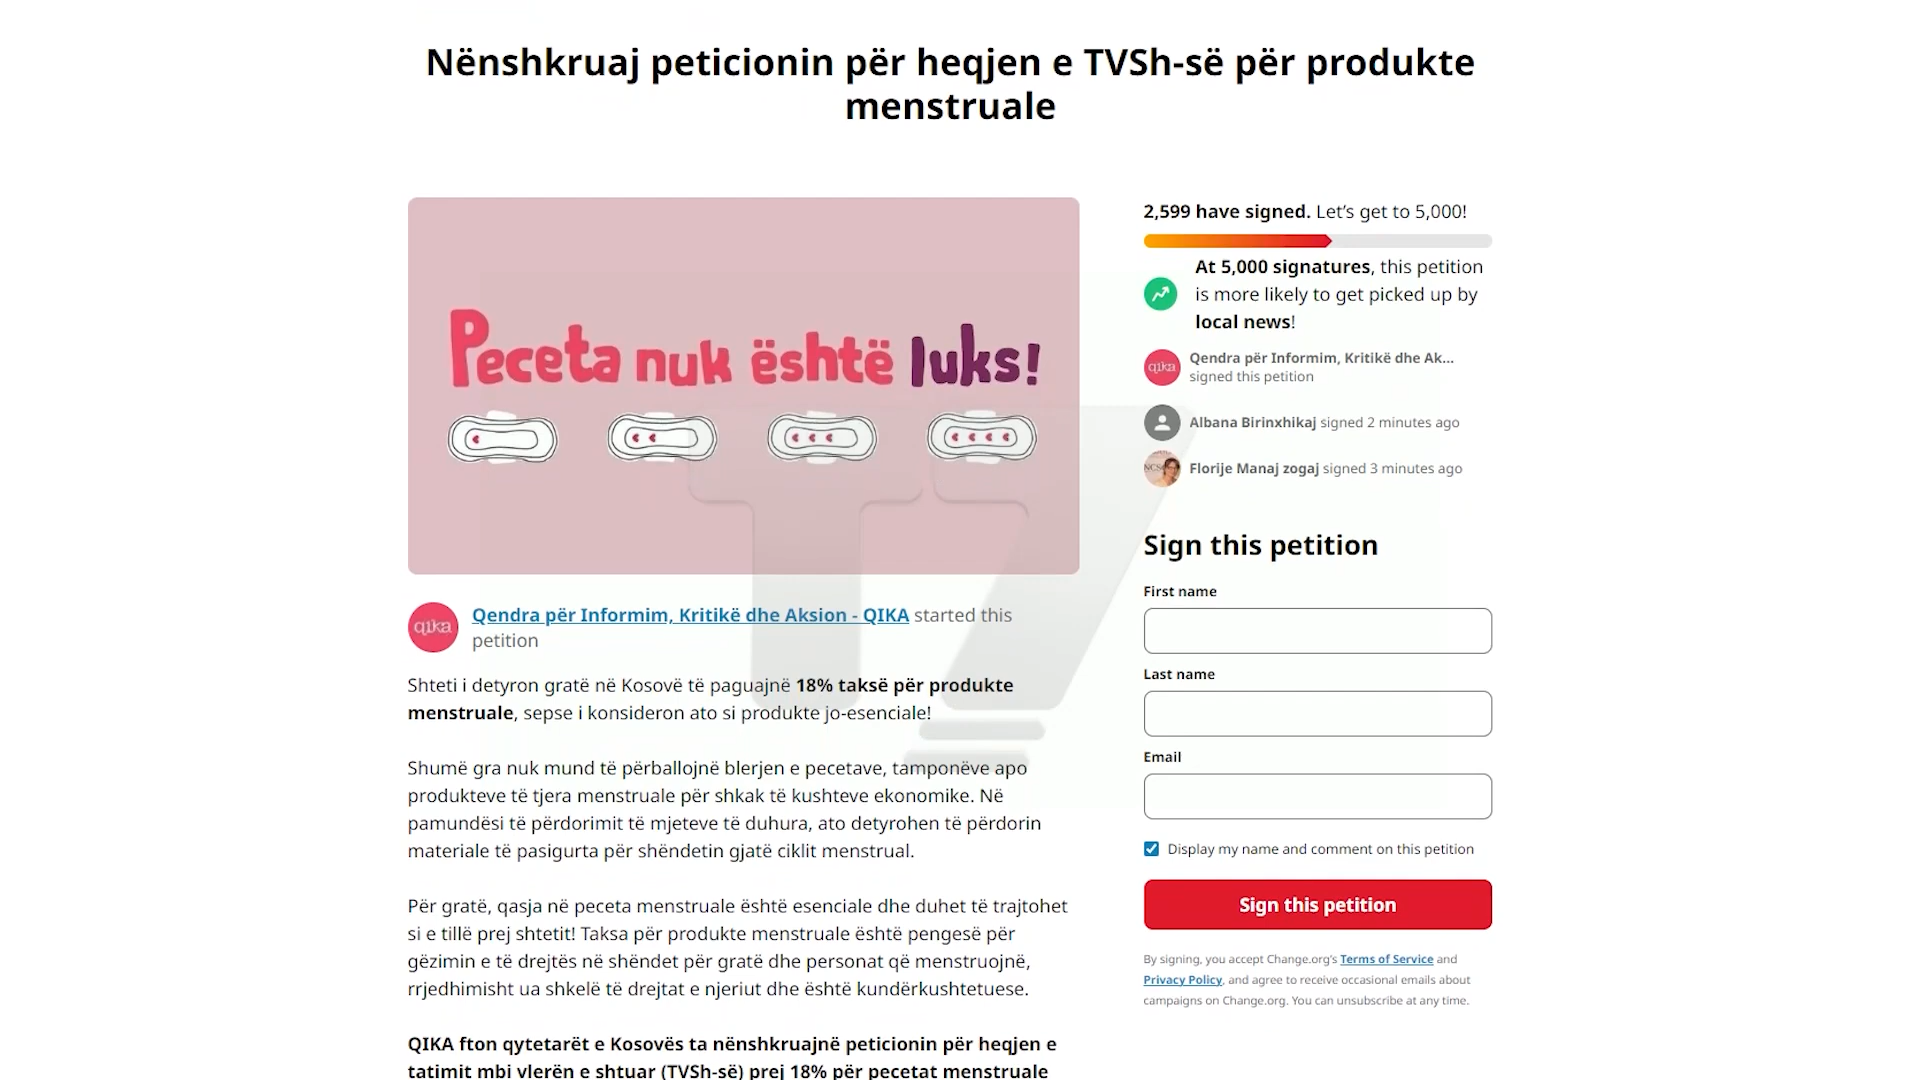 Nënshkruaj peticionin për heqjen e TVSh-së për produkte
menstruale
Peceta nuk është luks!
qika
Qendra për Informim, Kritikë dhe Aksion - QIKA started this
petition
Shteti i detyron gratë në Kosovë të paguajnë 18% taksë për produkte
menstruale, sepse i konsideron ato si produkte jo-esenciale!
Shumë gra nuk mund të përballojnë blerjen e pecetave, tamponëve apo
produkteve të tjera menstruale për shkak të kushteve ekonomike. Në
pamundësi të përdorimit të mjeteve të duhura, ato detyrohen të përdorin
materiale të pasigurta për shëndetin gjatë ciklit menstrual.
Për gratë, qasja në peceta menstruale është esenciale dhe duhet të trajtohet
si e tillë prej shtetit! Taksa për produkte menstruale është pengesë për
gëzimin e të drejtës në shëndet për gratë dhe personat që menstruojnë,
rrjedhimisht ua shkelë të drejtat e njeriut dhe është kundërkushtetuese.
QIKA fton qytetarët e Kosovës ta nënshkruajnë peticionin për heqjen e
tatimit mbi vlerën e shtuar (TVSh-së) prej 18% për pecetat menstruale
2,599 have signed. Let's get to 5,000!
At 5,000 signatures, this petition
is more likely to get picked up by
local news!
qika
Qendra për Informim, Kritikë dhe Ak...
signed this petition
Albana Birinxhikaj signed 2 minutes ago
NCS
Florije Manaj zogaj signed 3 minutes ago
Sign this petition
First name
Last name
Email
Display my name and comment on this petition
Sign this petition
By signing, you accept Change.org's Terms of Service and
Privacy Policy, and agree to receive occasional emails about
campaigns on Change.org. You can unsubscribe at any time.
T7